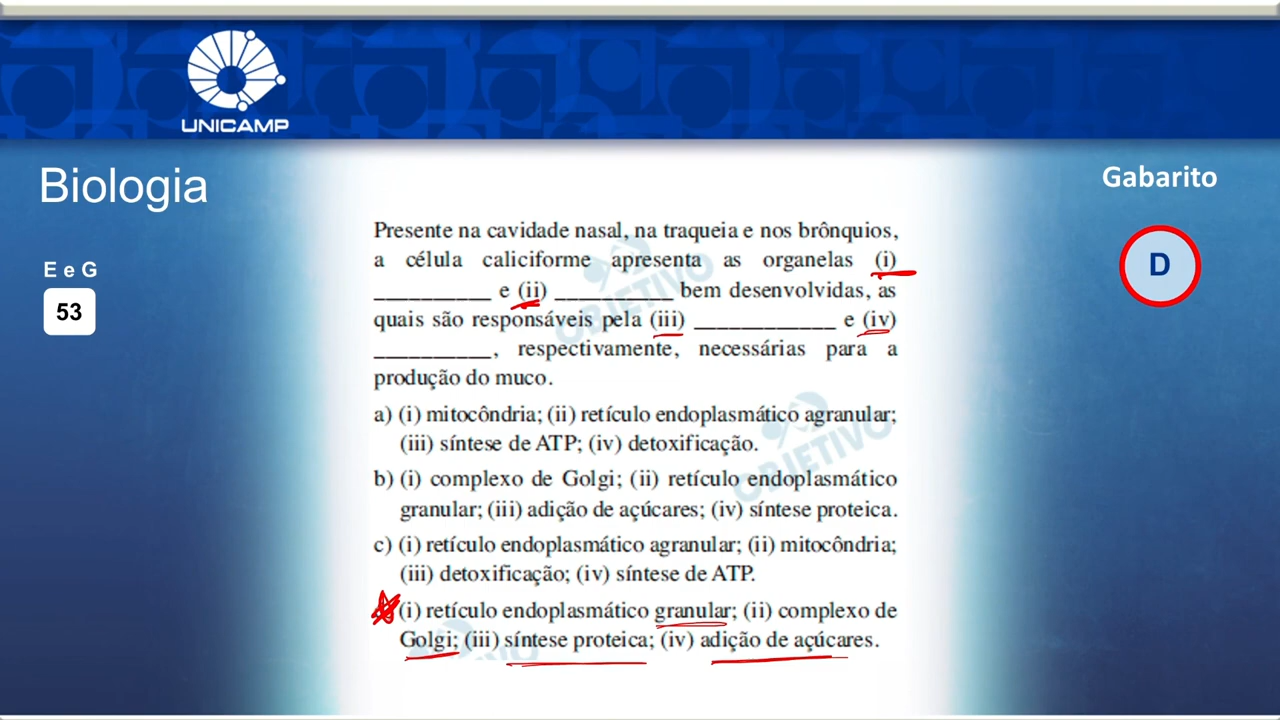 UNICAMP
Biologia
Gabarito
E e G
53
D
Presente na cavidade nasal, na traqueia e nos brônquios,
a célula caliciforme apresenta as organelas (i)
__________ e (ii) __________ bem desenvolvidas, as
quais são responsáveis pela (iii) ____________ e (iv)
__________, respectivamente, necessárias para a
produção do muco.
a) (i) mitocôndria; (ii) retículo endoplasmático agranular;
(iii) síntese de ATP; (iv) detoxificação.
b) (i) complexo de Golgi; (ii) retículo endoplasmático
granular; (iii) adição de açúcares; (iv) síntese proteica.
c) (i) retículo endoplasmático agranular; (ii) mitocôndria;
(iii) detoxificação; (iv) síntese de ATP.
(i) retículo endoplasmático granular; (ii) complexo de
Golgi; (iii) síntese proteica; (iv) adição de açúcares.
OBJETIVO
OBJETIVO